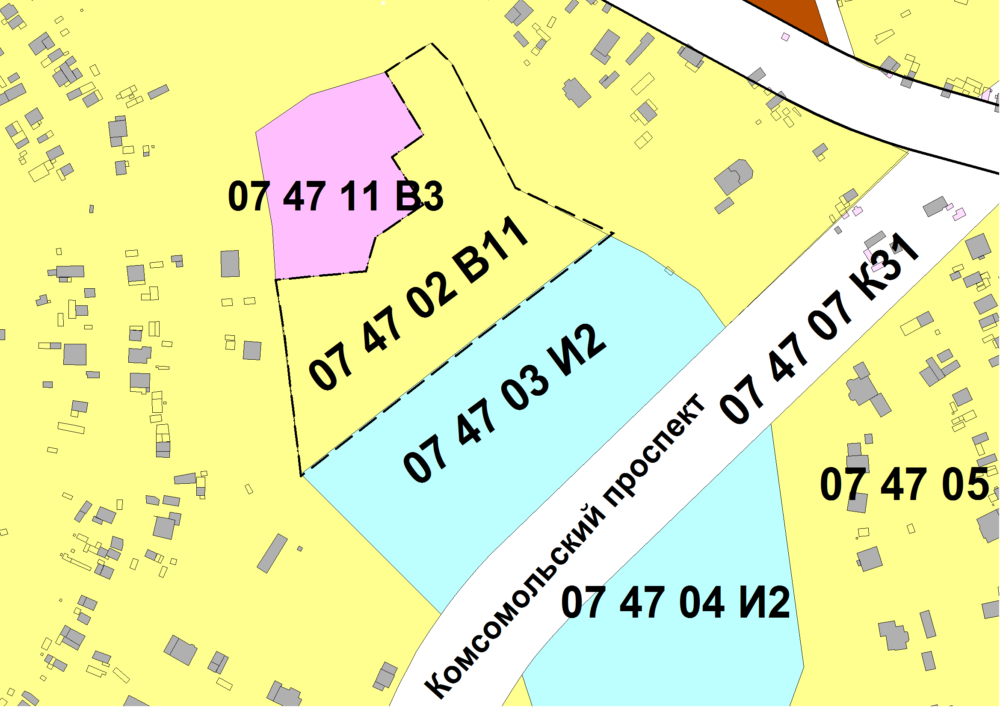 07 47 11 В3
07 47 02 В11
07 47 07 К31
07 47 03 И2
Комсомольский проспект
07 47 05
07 47 04 И2